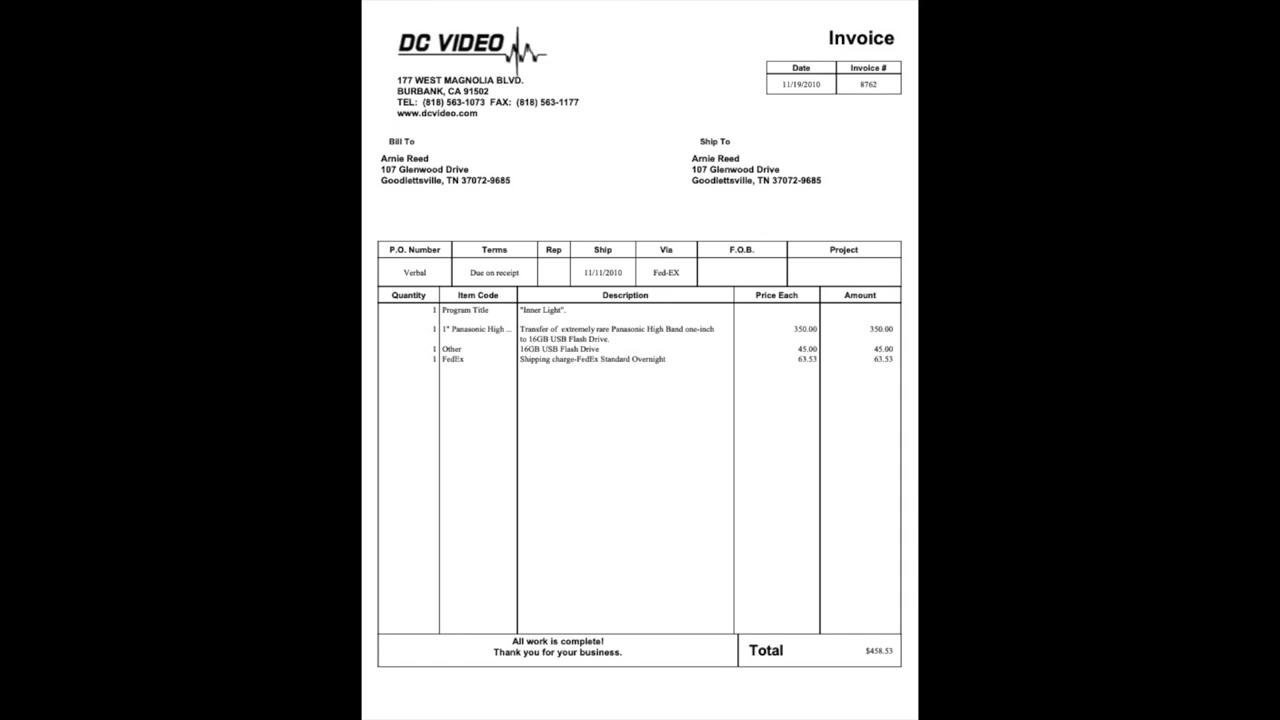 DC VIDEO
Invoice
Date Invoice #
11/19/2010 8762
177 WEST MAGNOLIA BLVD.
BURBANK, CA 91502
TEL: (818) 563-1073 FAX: (818) 563-1177
www.dcvideo.com
Bill To
Arnie Reed
107 Glenwood Drive
Goodlettsville, TN 37072-9685
Ship To
Arnie Reed
107 Glenwood Drive
Goodlettsville, TN 37072-9685
P.O. Number Terms Rep Ship Via F.O.B. Project
Verbal Due on receipt 11/11/2010 Fed-EX
Quantity Item Code Description Price Each Amount
1 Program Title "Inner Light".
1 1" Panasonic High ... Transfer of extremely rare Panasonic High Band one-inch 350.00 350.00
to 16GB USB Flash Drive.
1 Other 16GB USB Flash Drive 45.00 45.00
1 FedEx Shipping charge-FedEx Standard Overnight 63.53 63.53
All work is complete!
Thank you for your business.
Total $458.53